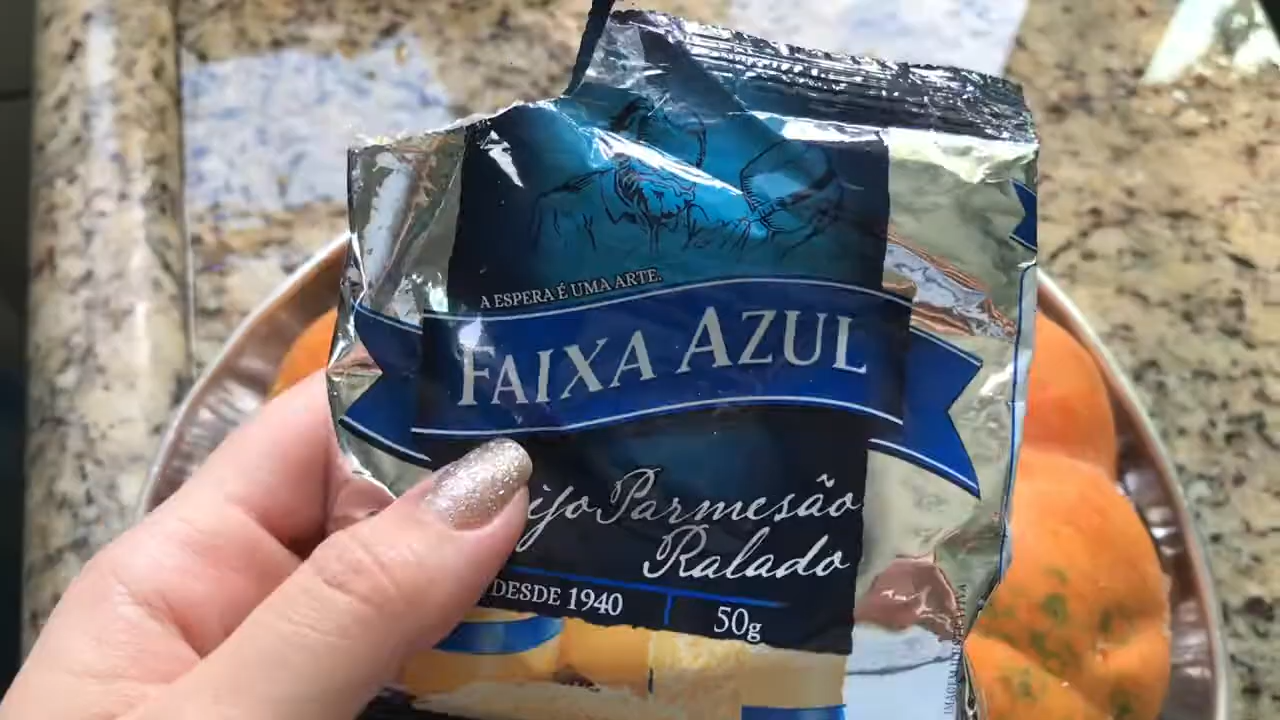 A ESPERA É UMA ARTE.
FAIXA AZUL
Parmesão
Ralado
DESDE 1940
50g